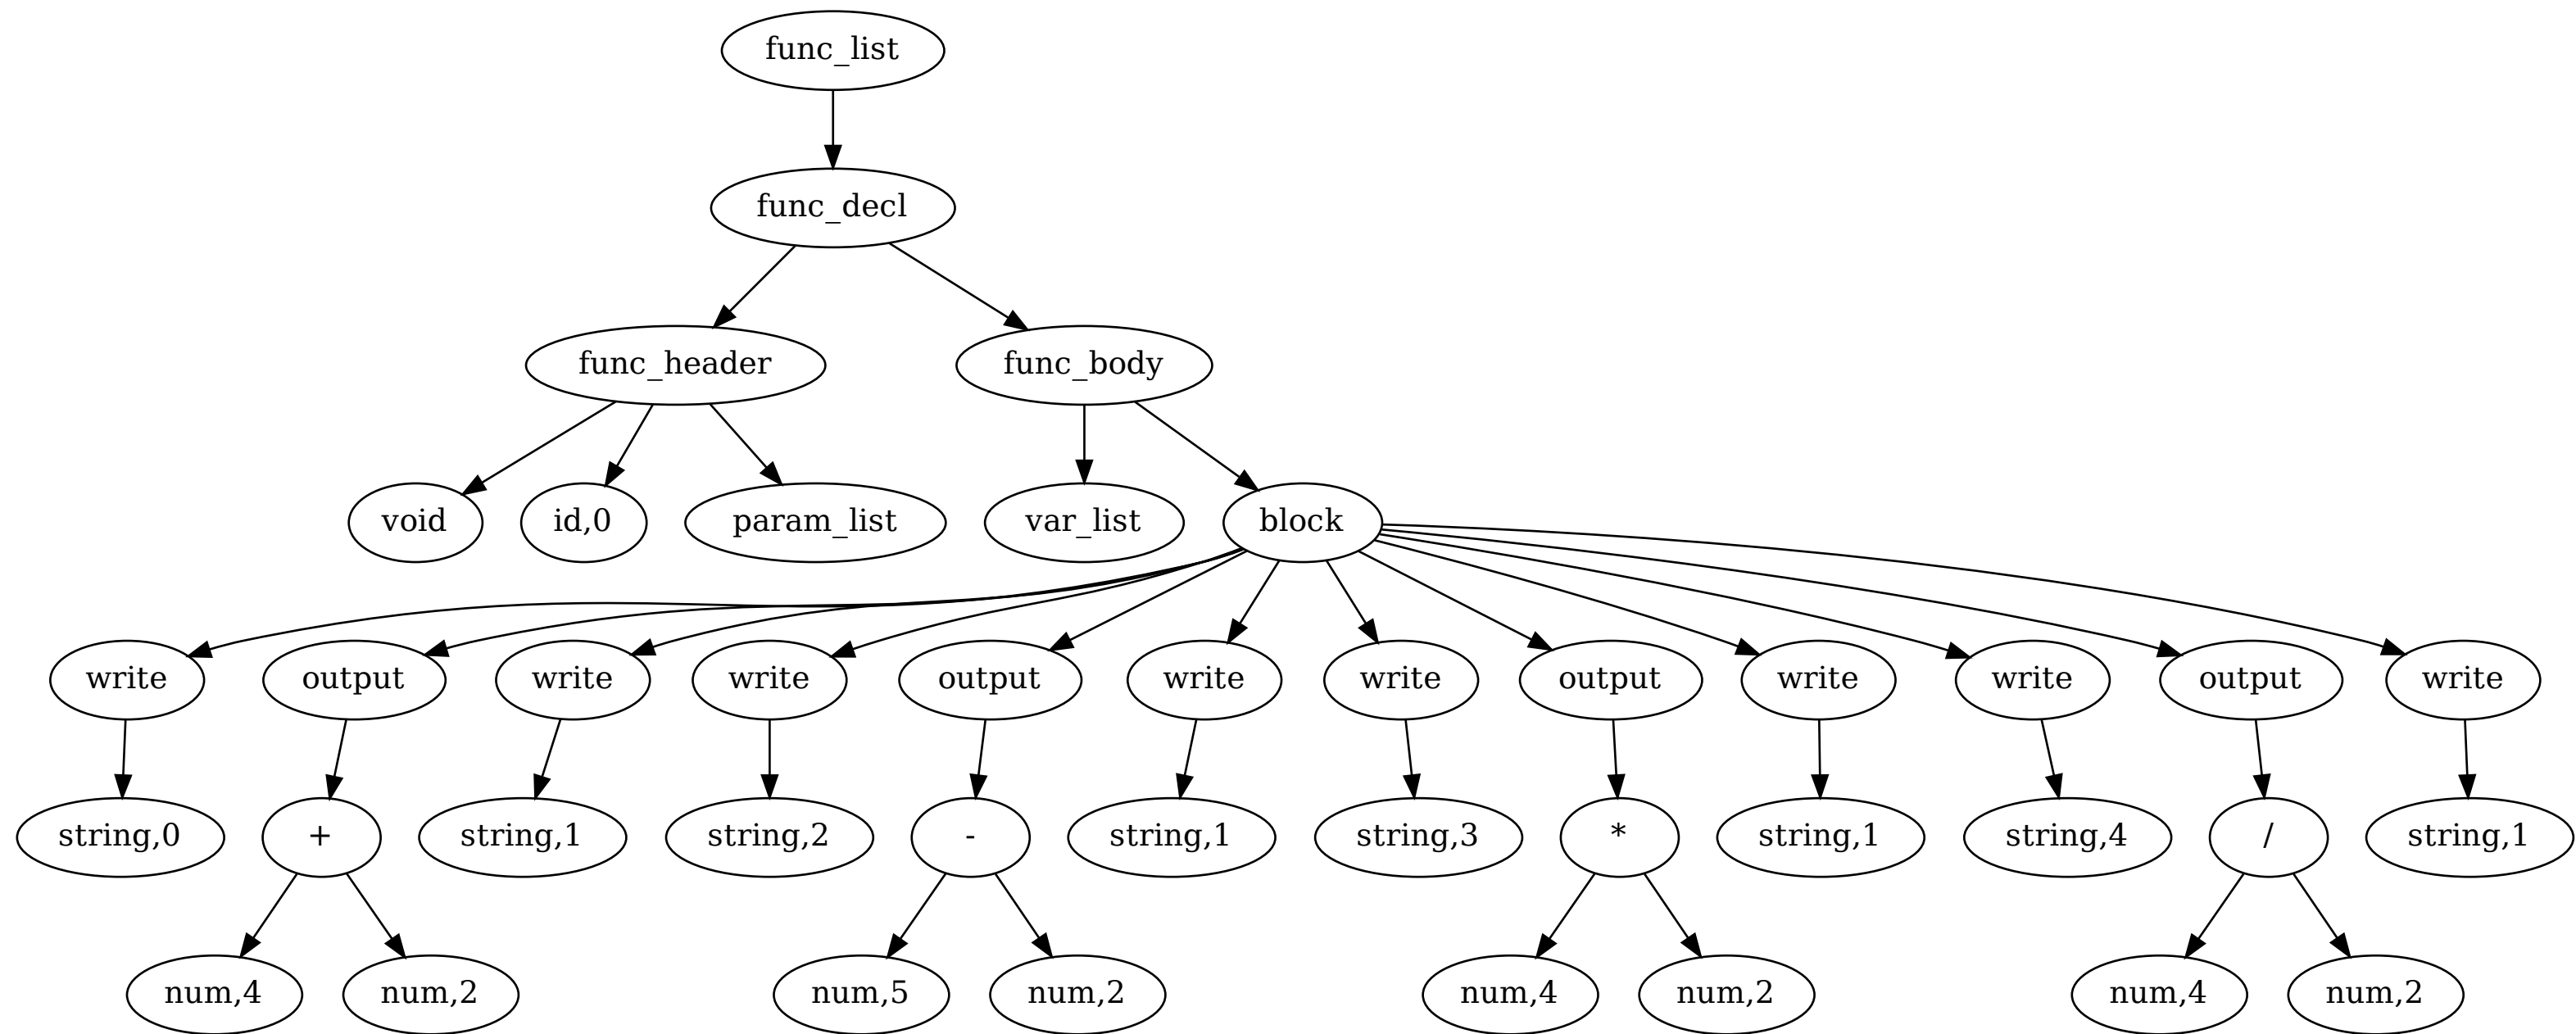 func_list
func_decl
func_header
func_body
void
id,0
param_list
var_list
block
write
output
write
write
output
write
write
output
write
write
output
write
string,0
+
string,1
string,2
-
string,1
string,3
*
string,1
string,4
/
string,1
num,4
num,2
num,5
num,2
num,4
num,2
num,4
num,2